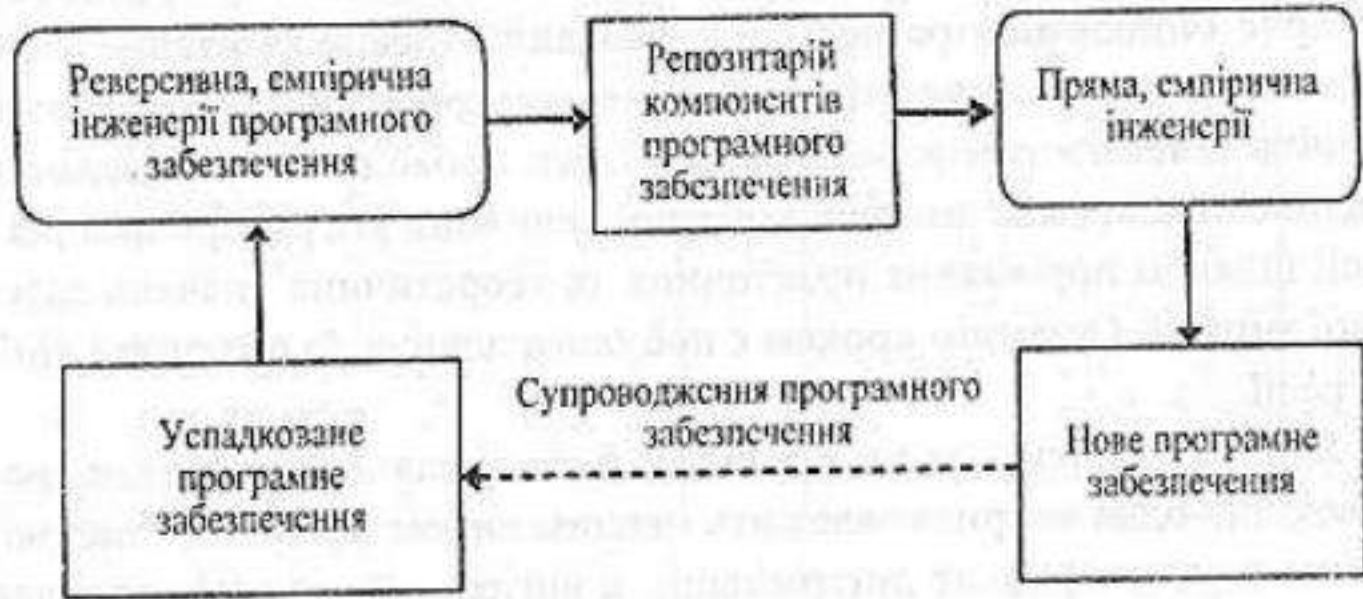 Реверсивна, емпірична
інженерії програмного
забезпечення
Репозитарій
компонентів
програмного
забезпечення
Пряма, емпірична
інженерії
Супроводження програмного
забезпечення
Успадковане
програмне
забезпечення
Нове програмне
забезпечення